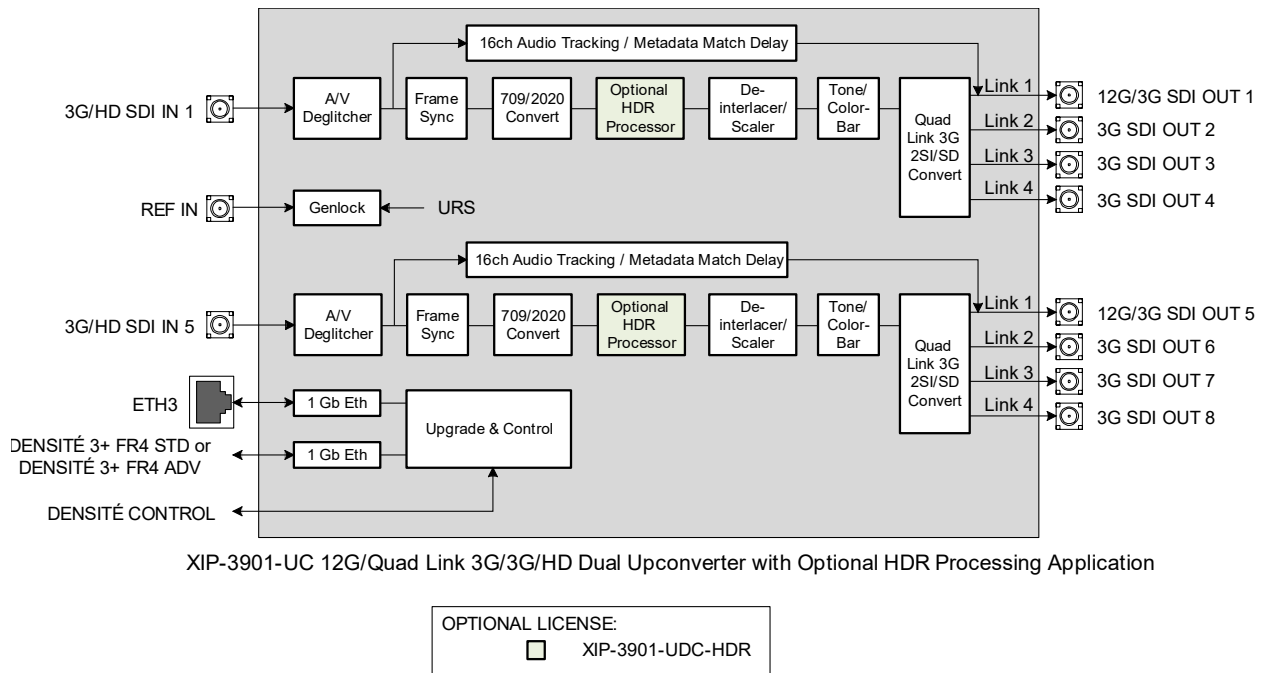 16ch Audio Tracking / Metadata Match Delay
3G/HD SDI IN 1
A/V
Deglitcher
Frame
Sync
709/2020
Convert
Optional
HDR
Processor
De-
interlacer/
Scaler
Tone/
Color-
Bar
Quad
Link 3G
2SI/SD
Convert
Link 1
12G/3G SDI OUT 1
Link 2
3G SDI OUT 2
Link 3
3G SDI OUT 3
Link 4
3G SDI OUT 4
REF IN
Genlock
URS
16ch Audio Tracking / Metadata Match Delay
3G/HD SDI IN 5
A/V
Deglitcher
Frame
Sync
709/2020
Convert
Optional
HDR
Processor
De-
interlacer/
Scaler
Tone/
Color-
Bar
Quad
Link 3G
2SI/SD
Convert
Link 1
12G/3G SDI OUT 5
Link 2
3G SDI OUT 6
Link 3
3G SDI OUT 7
Link 4
3G SDI OUT 8
ETH3
1 Gb Eth
Upgrade & Control
DENSITÉ 3+ FR4 STD or
DENSITÉ 3+ FR4 ADV
1 Gb Eth
DENSITÉ CONTROL
XIP-3901-UC 12G/Quad Link 3G/3G/HD Dual Upconverter with Optional HDR Processing Application
OPTIONAL LICENSE:
XIP-3901-UDC-HDR